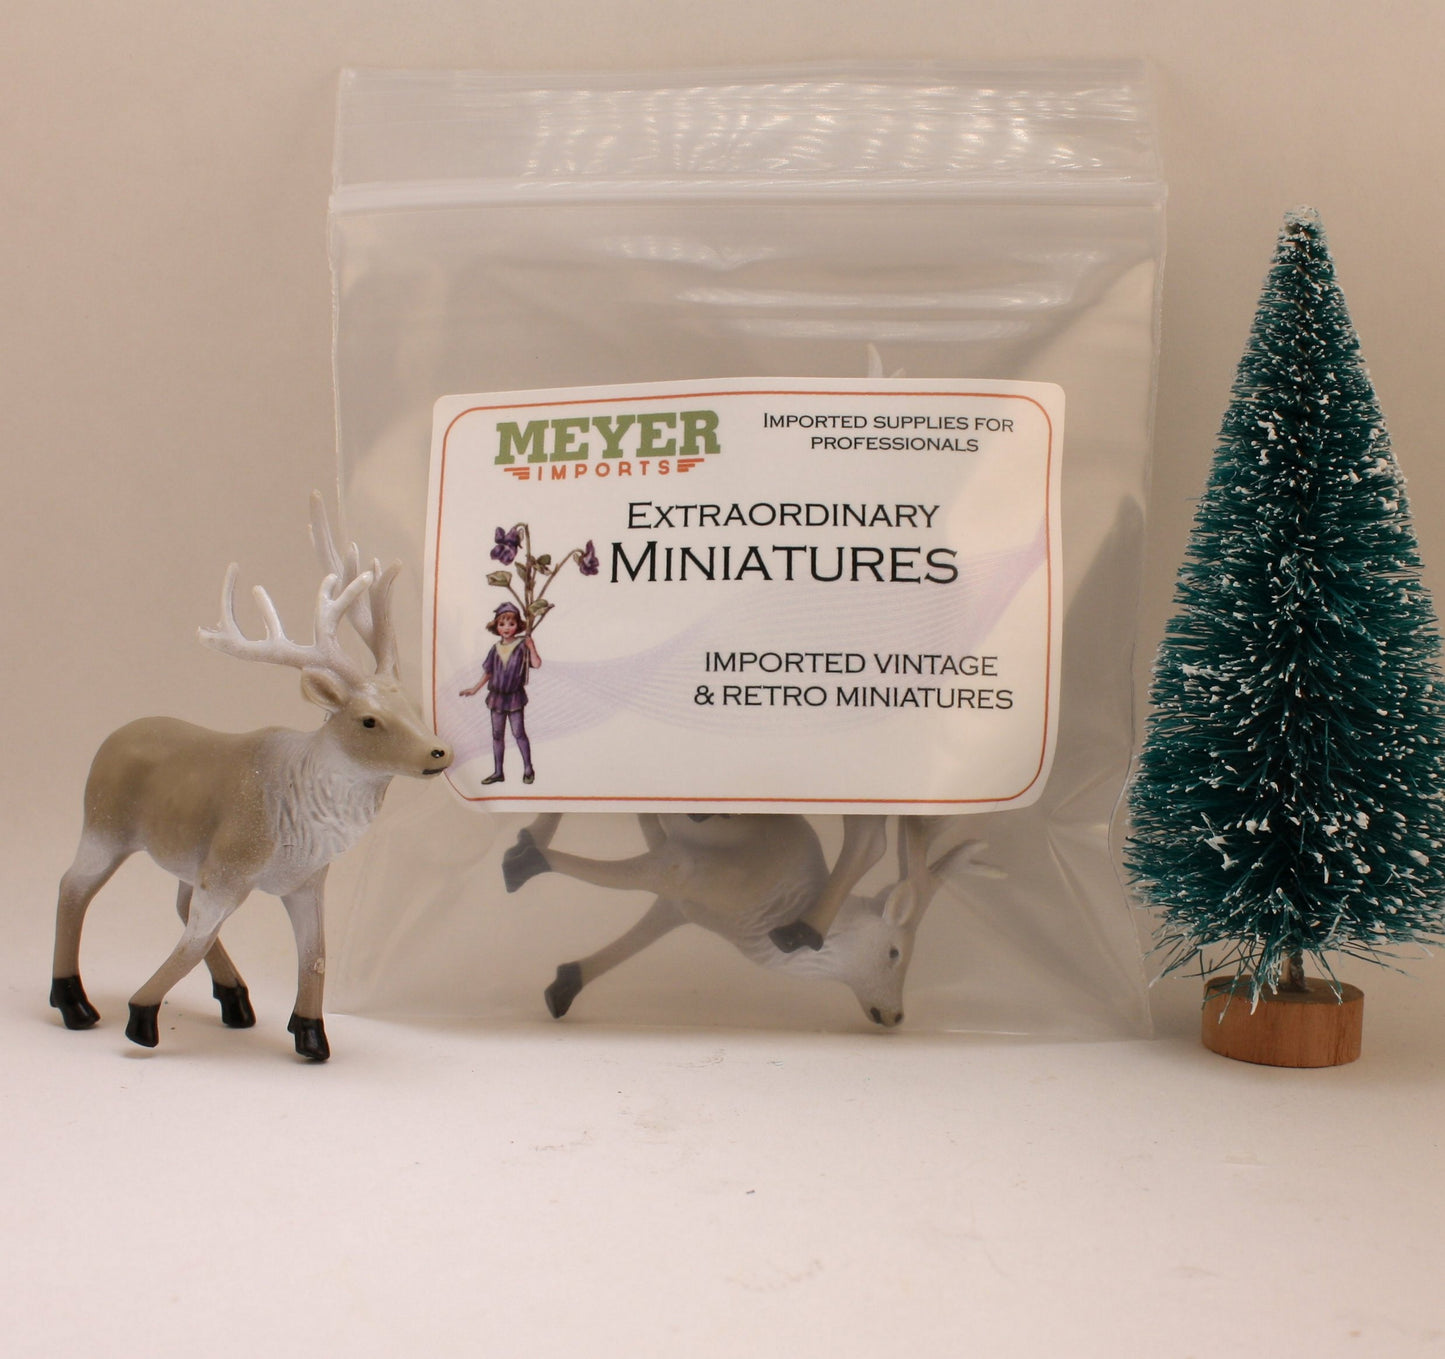 MEYER
IMPORTS
IMPORTED SUPPLIES FOR
PROFESSIONALS
EXTRAORDINARY
MINIATURES
IMPORTED VINTAGE
& RETRO MINIATURES